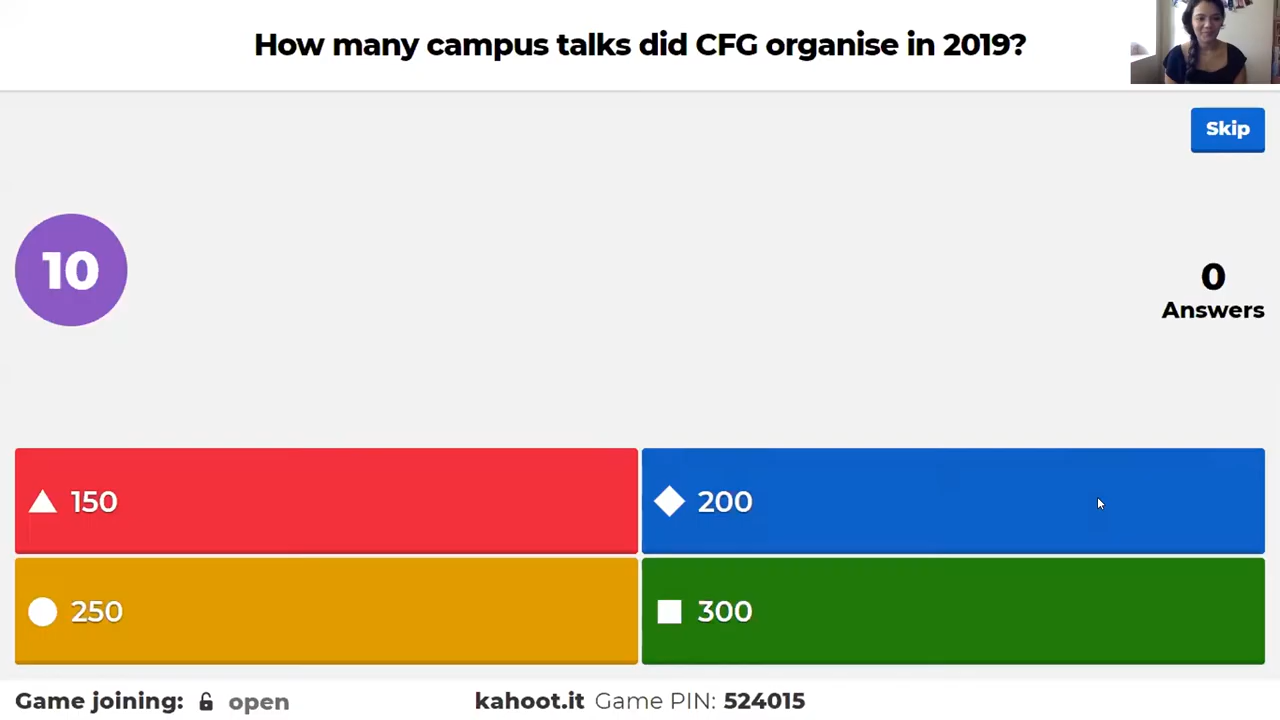 How many campus talks did CFG organise in 2019?
Skip
10
0
Answers
150
200
250
300
Game joining: open
kahoot.it Game PIN: 524015